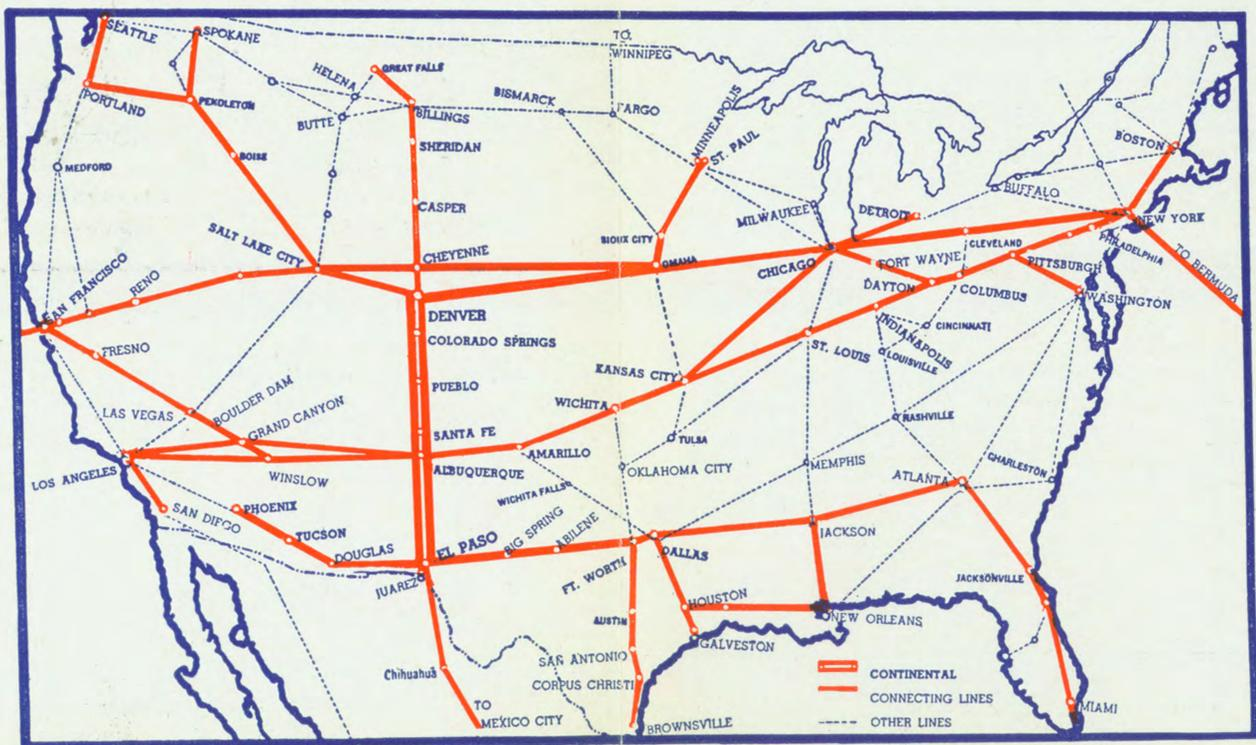 SEATTLE
SPOKANE
TO
WINNIPEG
HELENA
GREAT FALLS
BISMARCK
MINNEAPOLIS
PORTLAND
PENDLETON
BUTTE
BILLINGS
FARGO
BOSTON
MEDFORD
BOISE
SHERIDAN
ST. PAUL
BUFFALO
CASPER
MILWAUKEE
DETROIT
NEW YORK
SALT LAKE CITY
SIOUX CITY
CLEVELAND
PHILADELPHIA
TO BERMUDA
CHEYENNE
OMAHA
CHICAGO
FORT WAYNE
PITTSBURGH
SAN FRANCISCO
RENO
DAYTON
COLUMBUS
WASHINGTON
DENVER
COLORADO SPRINGS
ST. LOUIS
INDIANAPOLIS
CINCINNATI
LOUISVILLE
FRESNO
KANSAS CITY
PUEBLO
LAS VEGAS
BOULDER DAM
GRAND CANYON
WICHITA
NASHVILLE
SANTA FE
TULSA
LOS ANGELES
WINSLOW
ALBUQUERQUE
AMARILLO
OKLAHOMA CITY
MEMPHIS
ATLANTA
CHARLESTON
WICHITA FALLS
SAN DIEGO
PHOENIX
TUCSON
DOUGLAS
EL PASO
BIG SPRING
ABILENE
FT. WORTH
DALLAS
JACKSON
JUAREZ
JACKSONVILLE
HOUSTON
AUSTIN
NEW ORLEANS
GALVESTON
SAN ANTONIO
Chihuahua
CORPUS CHRISTI
CONTINENTAL
CONNECTING LINES
OTHER LINES
TO
MEXICO CITY
BROWNSVILLE
MIAMI